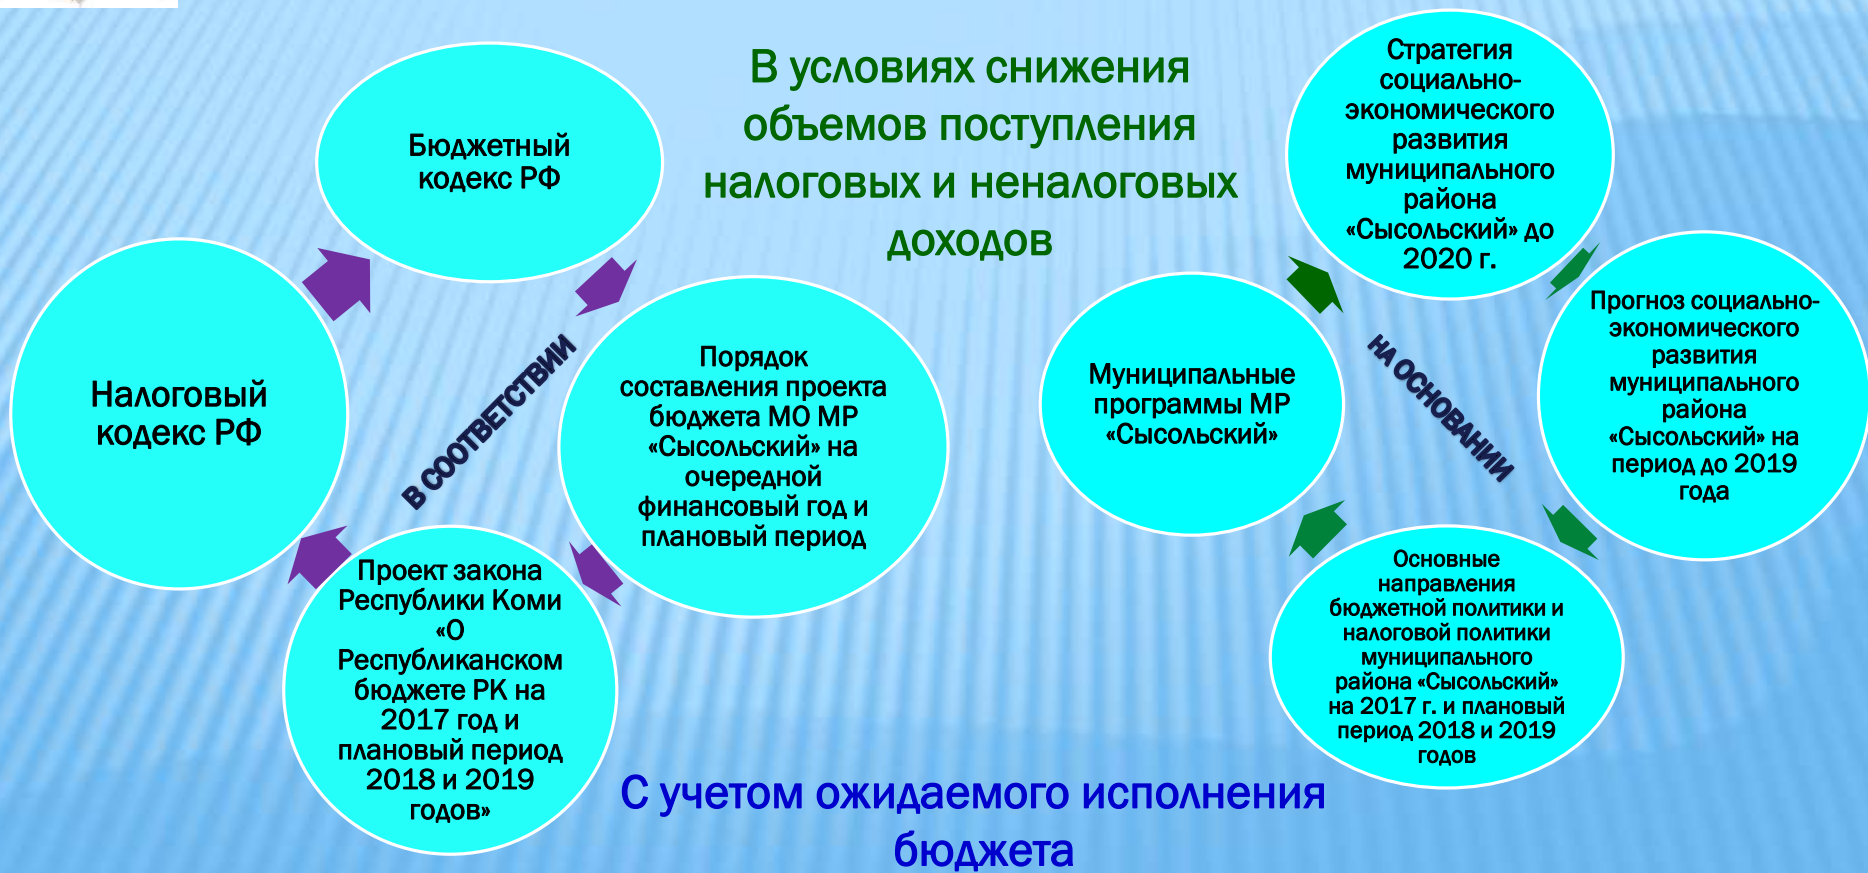 Бюджетный
кодекс РФ
Налоговый
кодекс РФ
В СООТВЕТСТВИИ
Порядок
составления проекта
бюджета МО МР
«Сысольский» на
очередной
финансовый год и
плановый период
Проект закона
Республики Коми
«О
Республиканском
бюджете РК на
2017 год и
плановый период
2018 и 2019
годов»
В условиях снижения
объемов поступления
налоговых и неналоговых
доходов
Стратегия
социально-
экономического
развития
муниципального
района
«Сысольский» до
2020 г.
Муниципальные
программы МР
«Сысольский»
НА ОСНОВАНИИ
Прогноз социально-
экономического
развития
муниципального
района
«Сысольский» на
период до 2019
года
Основные
направления
бюджетной политики и
налоговой политики
муниципального
района «Сысольский»
на 2017 г. и плановый
период 2018 и 2019
годов
С учетом ожидаемого исполнения
бюджета